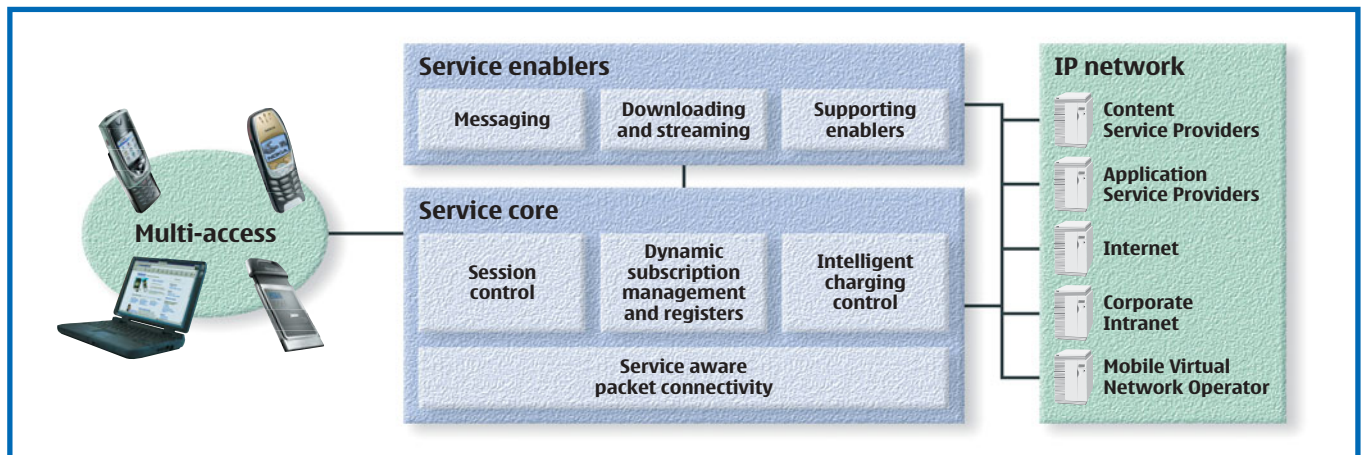 Service enablers
Messaging
Downloading
and streaming
Supporting
enablers
Multi-access
Service core
Session
control
Dynamic
subscription
management
and registers
Intelligent
charging
control
Service aware
packet connectivity
IP network
Content
Service Providers
Application
Service Providers
Internet
Corporate
Intranet
Mobile Virtual
Network Operator